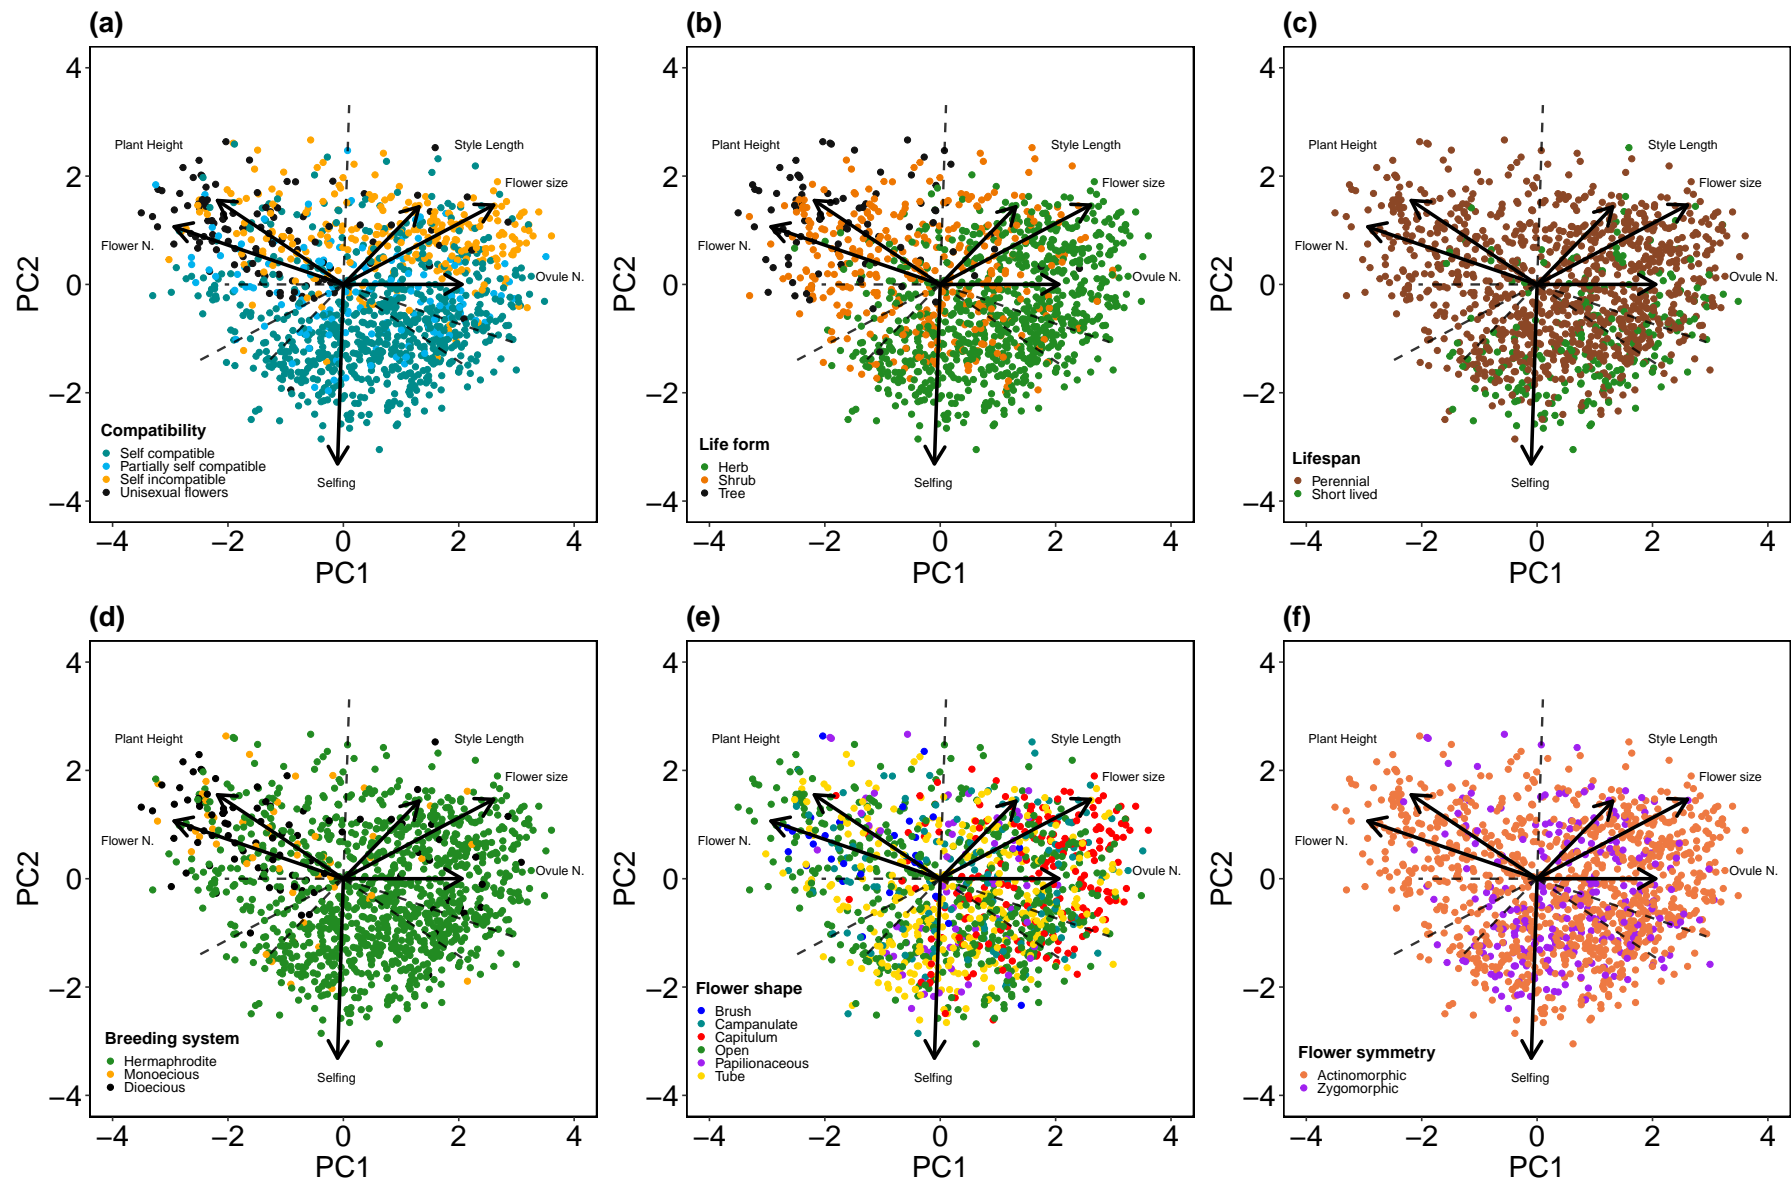 (a)
4
2
0
−2
−4
PC2
Plant Height
Style Length
Flower size
Flower N.
Ovule N.
Selfing
Compatibility
Self compatible
Partially self compatible
Self incompatible
Unisexual flowers
−4 −2 0 2 4
PC1
(b)
4
2
0
−2
−4
PC2
Plant Height
Style Length
Flower size
Flower N.
Ovule N.
Selfing
Life form
Herb
Shrub
Tree
−4 −2 0 2 4
PC1
(c)
4
2
0
−2
−4
PC2
Plant Height
Style Length
Flower size
Flower N.
Ovule N.
Selfing
Lifespan
Perennial
Short lived
−4 −2 0 2 4
PC1
(d)
4
2
0
−2
−4
PC2
Plant Height
Style Length
Flower size
Flower N.
Ovule N.
Selfing
Breeding system
Hermaphrodite
Monoecious
Dioecious
−4 −2 0 2 4
PC1
(e)
4
2
0
−2
−4
PC2
Plant Height
Style Length
Flower size
Flower N.
Ovule N.
Selfing
Flower shape
Brush
Campanulate
Capitulum
Open
Papilionaceous
Tube
−4 −2 0 2 4
PC1
(f)
4
2
0
−2
−4
PC2
Plant Height
Style Length
Flower size
Flower N.
Ovule N.
Selfing
Flower symmetry
Actinomorphic
Zygomorphic
−4 −2 0 2 4
PC1